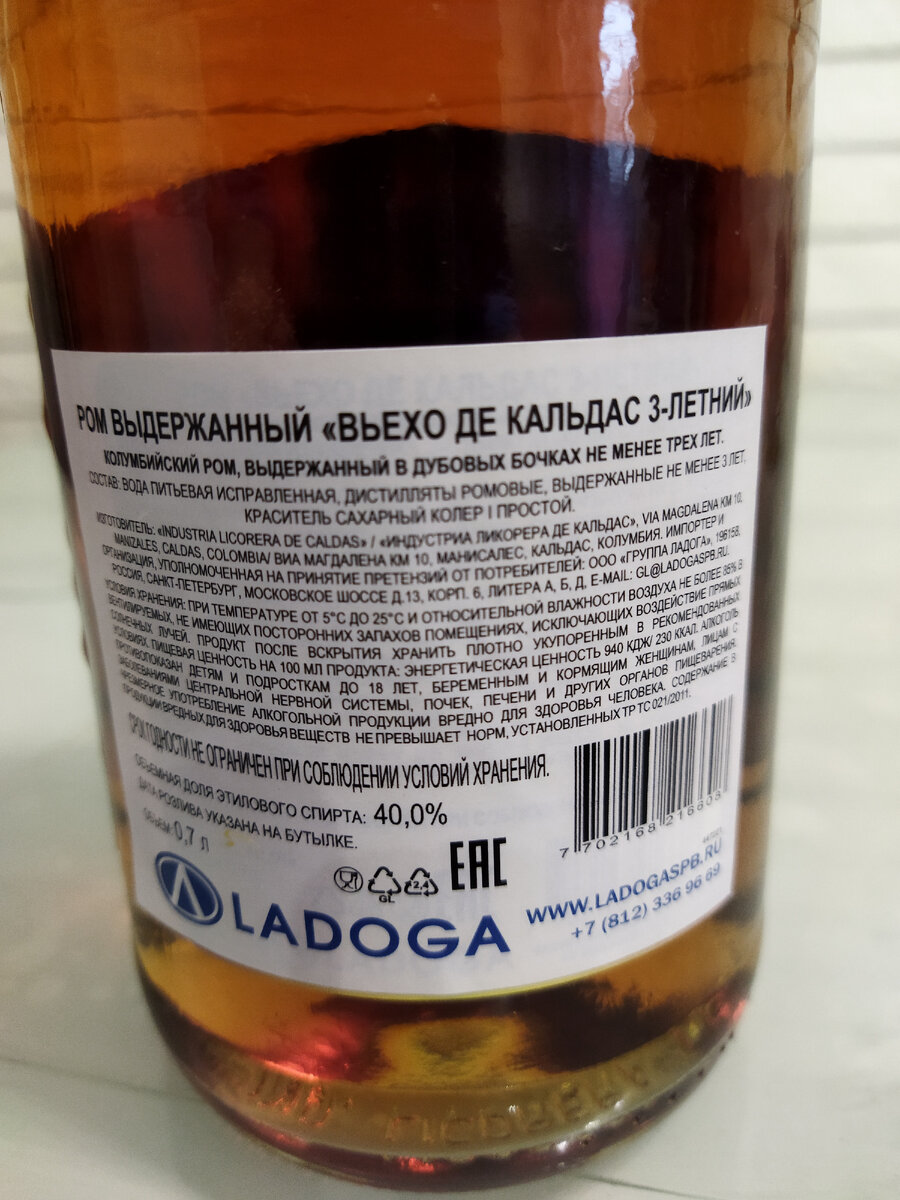 РОМ ВЫДЕРЖАННЫЙ «ВЬЕХО ДЕ КАЛЬДАС 3-ЛЕТНИЙ»
КОЛУМБИЙСКИЙ РОМ, ВЫДЕРЖАННЫЙ В ДУБОВЫХ БОЧКАХ НЕ МЕНЕЕ ТРЕХ ЛЕТ.
СОСТАВ: ВОДА ПИТЬЕВАЯ ИСПРАВЛЕННАЯ, ДИСТИЛЛЯТЫ РОМОВЫЕ, ВЫДЕРЖАННЫЕ НЕ МЕНЕЕ 3 ЛЕТ,
КРАСИТЕЛЬ САХАРНЫЙ КОЛЕР I ПРОСТОЙ.
ИЗГОТОВИТЕЛЬ: «INDUSTRIA LICORERA DE CALDAS» / «ИНДУСТРИА ЛИКОРЕРА ДЕ КАЛЬДАС», VIA MAGDALENA KM 10,
MANIZALES, CALDAS, COLOMBIA/ ВИА МАГДАЛЕНА КМ 10, МАНИСАЛЕС, КАЛЬДАС, КОЛУМБИЯ. ИМПОРТЕР И
ОРГАНИЗАЦИЯ, УПОЛНОМОЧЕННАЯ НА ПРИНЯТИЕ ПРЕТЕНЗИЙ ОТ ПОТРЕБИТЕЛЕЙ: ООО «ГРУППА ЛАДОГА», 196158,
РОССИЯ, САНКТ-ПЕТЕРБУРГ, МОСКОВСКОЕ ШОССЕ Д.13, КОРП. 6, ЛИТЕРА А, Б, Д, E-MAIL: GL@LADOGASPB.RU.
УСЛОВИЯ ХРАНЕНИЯ: ПРИ ТЕМПЕРАТУРЕ ОТ 5°С ДО 25°С И ОТНОСИТЕЛЬНОЙ ВЛАЖНОСТИ ВОЗДУХА НЕ БОЛЕЕ 85% В
ВЕНТИЛИРУЕМЫХ, НЕ ИМЕЮЩИХ ПОСТОРОННИХ ЗАПАХОВ ПОМЕЩЕНИЯХ, ИСКЛЮЧАЮЩИХ ВОЗДЕЙСТВИЕ ПРЯМЫХ
СОЛНЕЧНЫХ ЛУЧЕЙ. ПРОДУКТ ПОСЛЕ ВСКРЫТИЯ ХРАНИТЬ ПЛОТНО УКУПОРЕННЫМ В РЕКОМЕНДОВАННЫХ
УСЛОВИЯХ. ПИЩЕВАЯ ЦЕННОСТЬ НА 100 МЛ ПРОДУКТА: ЭНЕРГЕТИЧЕСКАЯ ЦЕННОСТЬ 940 КДЖ/ 230 ККАЛ. АЛКОГОЛЬ
ПРОТИВОПОКАЗАН ДЕТЯМ И ПОДРОСТКАМ ДО 18 ЛЕТ, БЕРЕМЕННЫМ И КОРМЯЩИМ ЖЕНЩИНАМ, ЛИЦАМ С
ЗАБОЛЕВАНИЯМИ ЦЕНТРАЛЬНОЙ НЕРВНОЙ СИСТЕМЫ, ПОЧЕК, ПЕЧЕНИ И ДРУГИХ ОРГАНОВ ПИЩЕВАРЕНИЯ.
ЧРЕЗМЕРНОЕ УПОТРЕБЛЕНИЕ АЛКОГОЛЬНОЙ ПРОДУКЦИИ ВРЕДНО ДЛЯ ЗДОРОВЬЯ ЧЕЛОВЕКА. СОДЕРЖАНИЕ В
ПРОДУКЦИИ ВРЕДНЫХ ДЛЯ ЗДОРОВЬЯ ВЕЩЕСТВ НЕ ПРЕВЫШАЕТ НОРМ, УСТАНОВЛЕННЫХ ТР ТС 021/2011.
СРОК ГОДНОСТИ НЕ ОГРАНИЧЕН ПРИ СОБЛЮДЕНИИ УСЛОВИЙ ХРАНЕНИЯ.
ОБЪЕМНАЯ ДОЛЯ ЭТИЛОВОГО СПИРТА: 40,0%
ДАТА РОЗЛИВА УКАЗАНА НА БУТЫЛКЕ.
ОБЪЕМ: 0,7 Л
7 702168 216608
GL
2,4
EAC
LADOGA
WWW.LADOGASPB.RU
+7 (812) 336 96 69